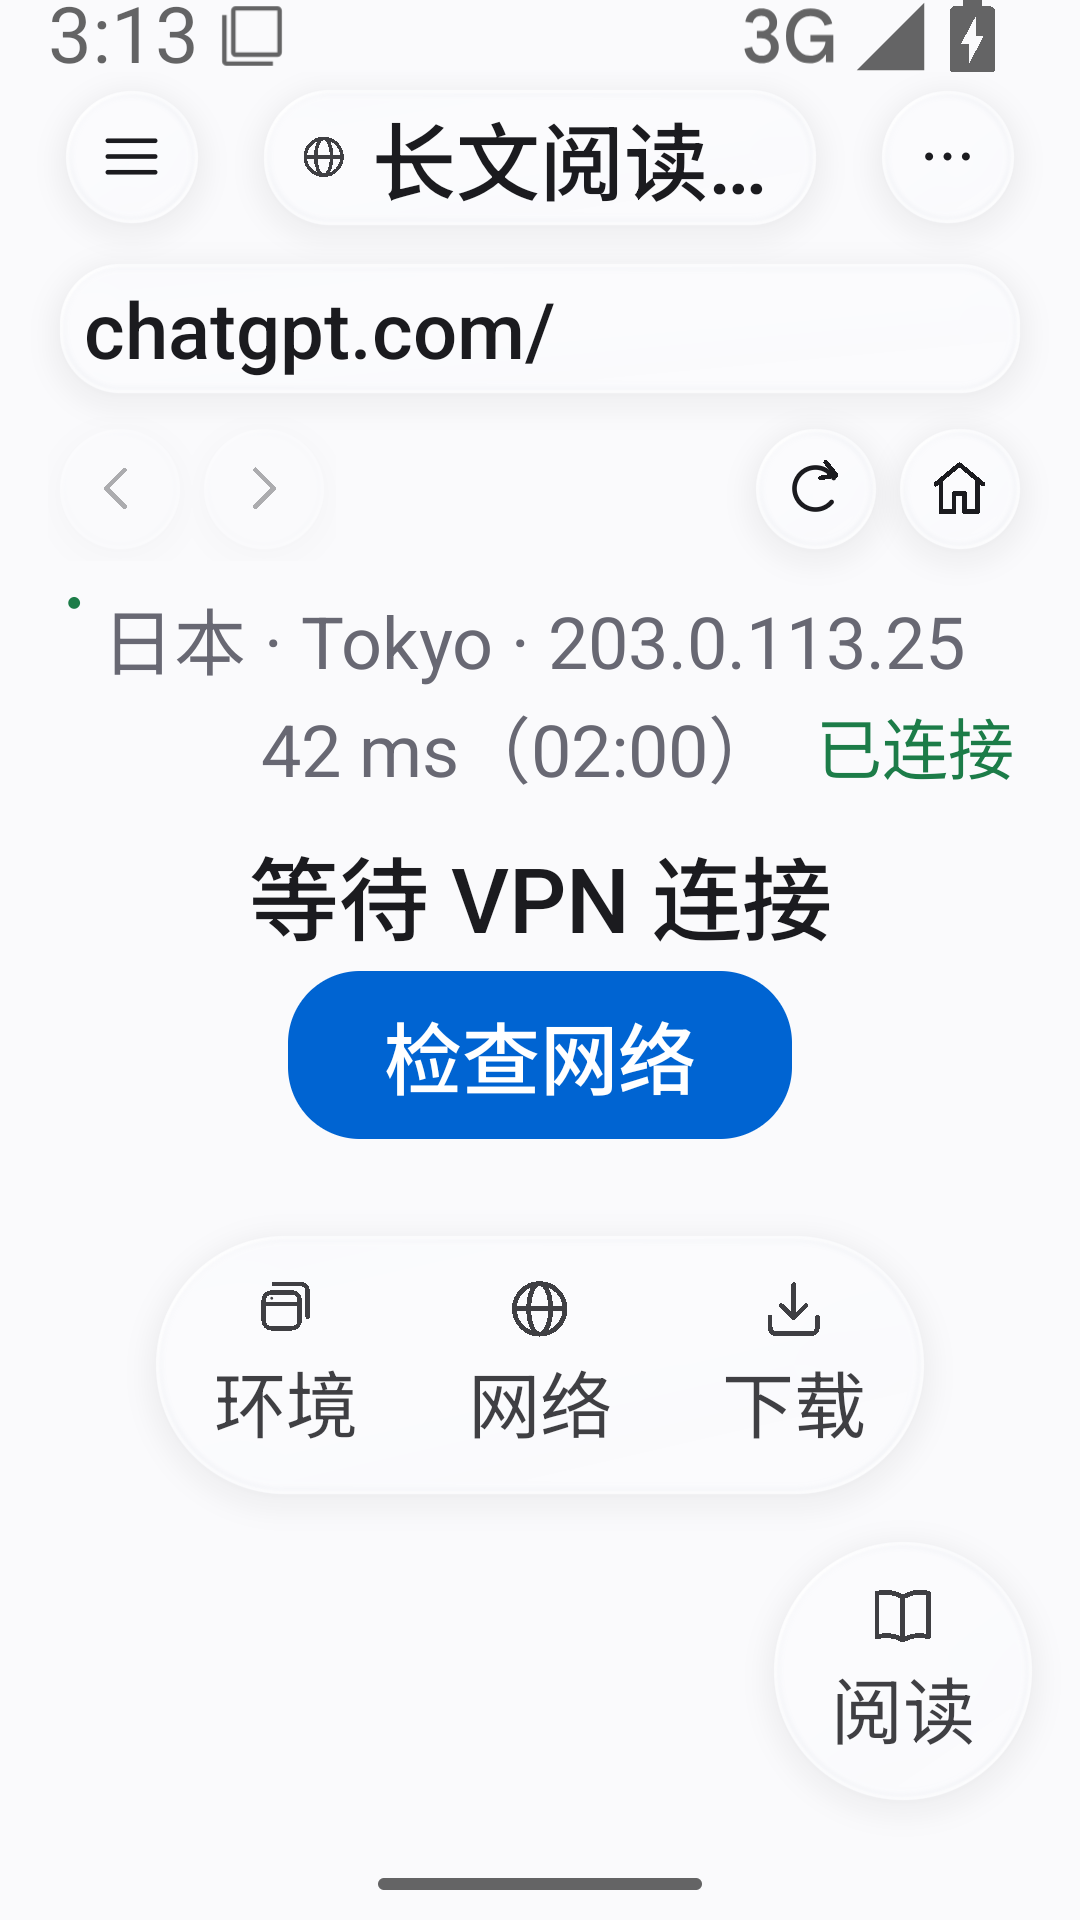 3:13 3G
长文阅读...
chatgpt.com/
日本 · Tokyo · 203.0.113.25
42 ms（02:00） 已连接
等待 VPN 连接
检查网络
环境 网络 下载
阅读